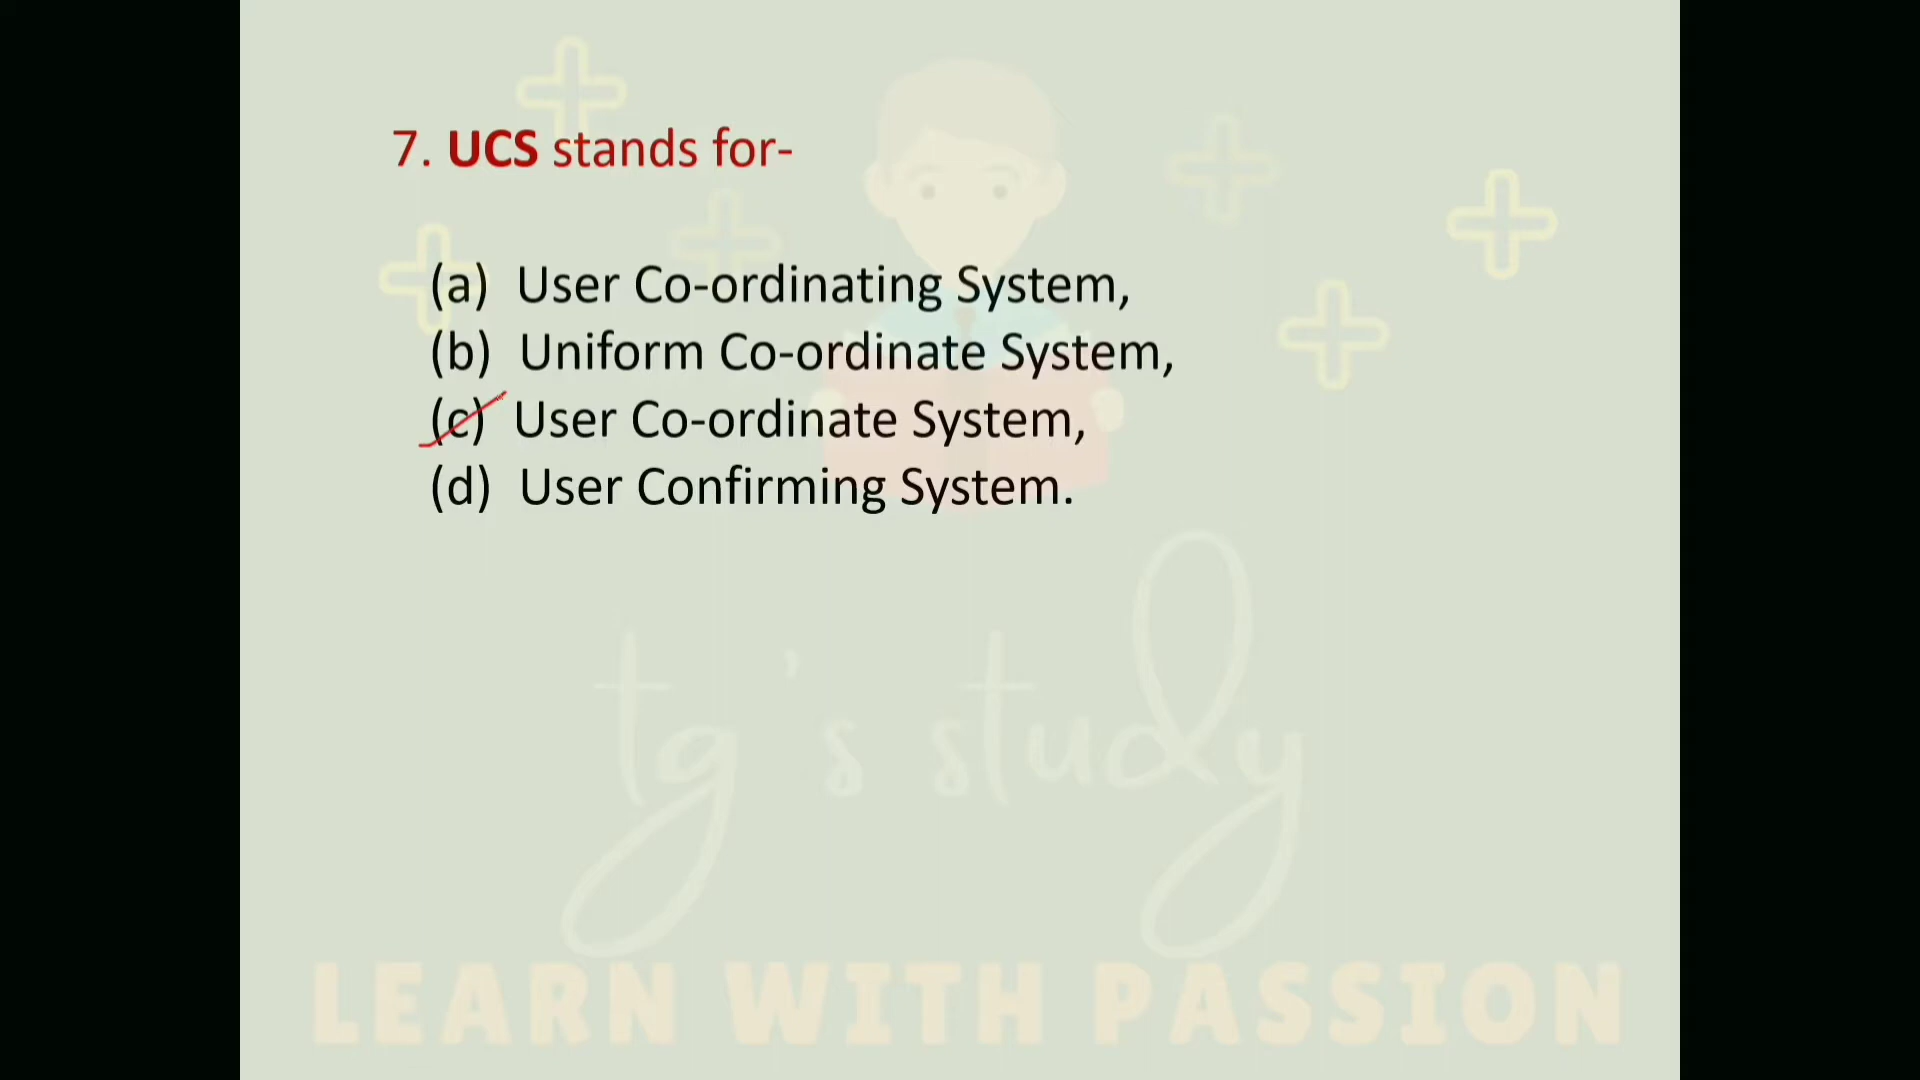 7. UCS stands for-
(a) User Co-ordinating System,
(b) Uniform Co-ordinate System,
(c) User Co-ordinate System,
(d) User Confirming System.
tg's study
LEARN WITH PASSION